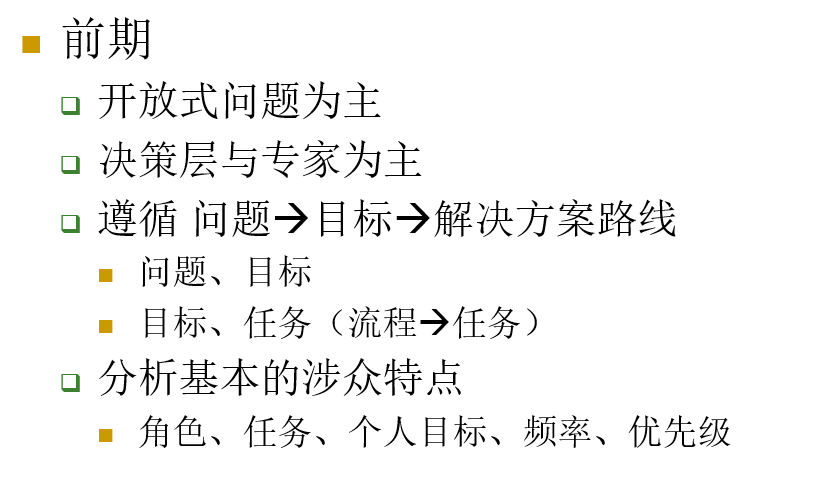 前期
开放式问题为主
决策层与专家为主
遵循 问题→目标→解决方案路线
问题、目标
目标、任务（流程→任务）
分析基本的涉众特点
角色、任务、个人目标、频率、优先级